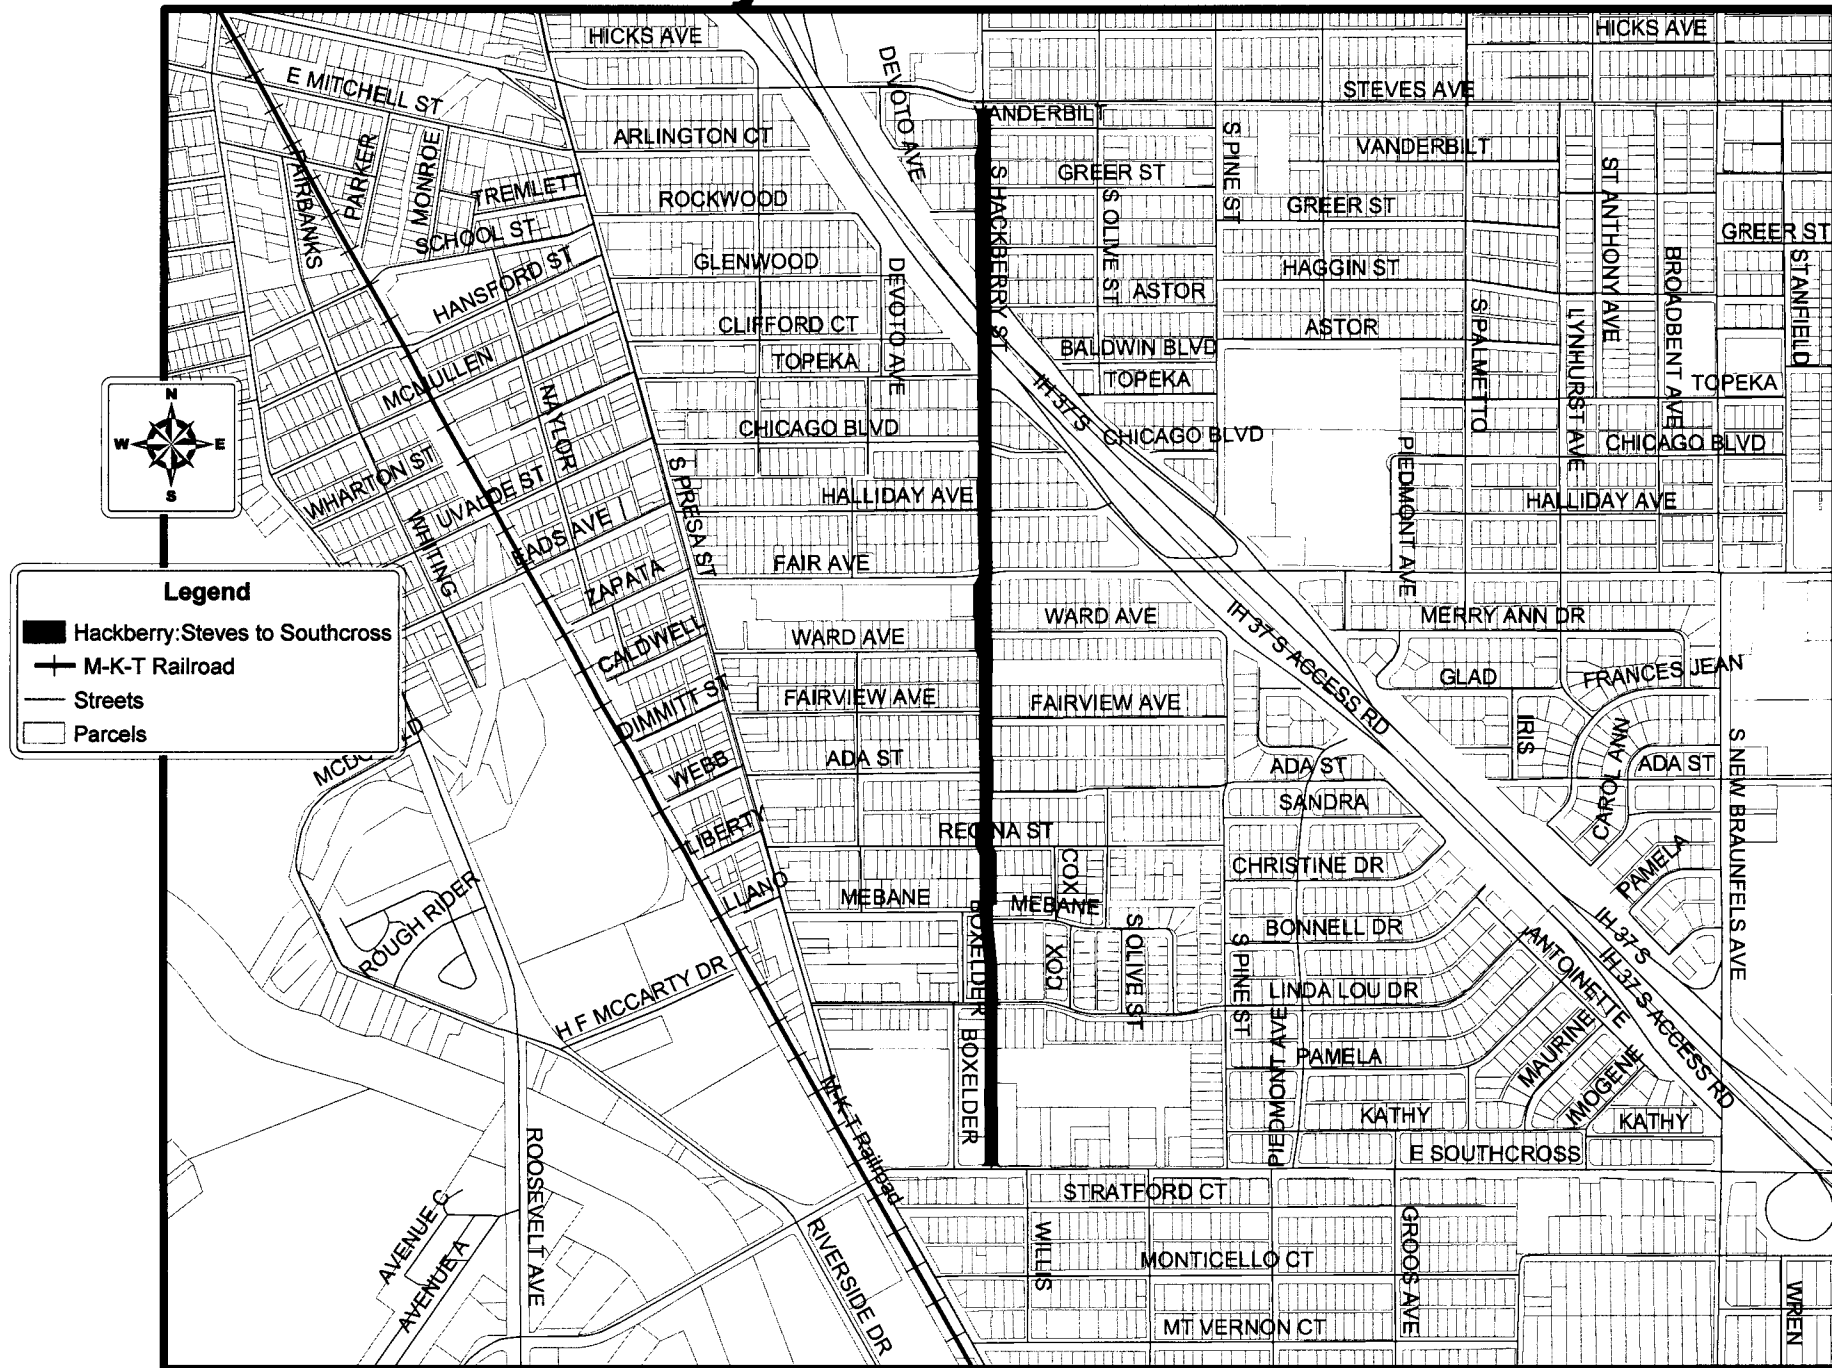 HICKS AVE
HICKS AVE
DEVOTO AVE
E MITCHELL ST
STEVES AVE
ANDERBILT
ARLINGTON CT
S PINE ST
VANDERBILT
FAIRBANKS
PARKER
MONROE
TREMLETT
ROCKWOOD
S HACKBERRY ST
GREER ST
S OLIVE ST
GREER ST
ST ANTHONY AVE
GREER ST
SCHOOL ST
HANSFORD ST
GLENWOOD
DEVOTO AVE
ASTOR
HAGGIN ST
BROADBENT AVE
STANFIELD
CLIFFORD CT
ASTOR
S PALMETTO
LYNHURST AVE
MCMULLEN
TOPEKA
BALDWIN BLVD
TOPEKA
TOPEKA
N
W
E
S
NAYLOR
IH 37 S
CHICAGO BLVD
CHICAGO BLVD
CHICAGO BLVD
WHARTON ST
UVALDE ST
S PRESA ST
HALLIDAY AVE
PIEDMONT AVE
HALLIDAY AVE
WHITING
EADS AVE
FAIR AVE
ZAPATA
Legend
Hackberry:Steves to Southcross
M-K-T Railroad
Streets
Parcels
WARD AVE
WARD AVE
IH 37 S ACCESS RD
MERRY ANN DR
CALDWELL
GLAD
FRANCES JEAN
DIMMITT ST
FAIRVIEW AVE
FAIRVIEW AVE
IRIS
CAROL ANN
S NEW BRAUNFELS AVE
WEBB
ADA ST
ADA ST
ADA ST
SANDRA
LIBERTY
REGINA ST
COX
CHRISTINE DR
PAMELA
LLANO
MEBANE
MEBANE
ROUGH RIDER
BOXELDER
COX
S OLIVE ST
BONNELL DR
S PINE ST
ANTOINETTE
IH 37 S
IH 37 S ACCESS RD
H F MCCARTY DR
LINDA LOU DR
BOXELDER
PIEDMONT AVE
PAMELA
MAURINE
IMOGENE
M-K-T Railroad
KATHY
KATHY
E SOUTHCROSS
ROOSEVELT AVE
STRATFORD CT
AVENUE C
AVENUE A
RIVERSIDE DR
WILLIS
MONTICELLO CT
GROOS AVE
MT VERNON CT
WREN